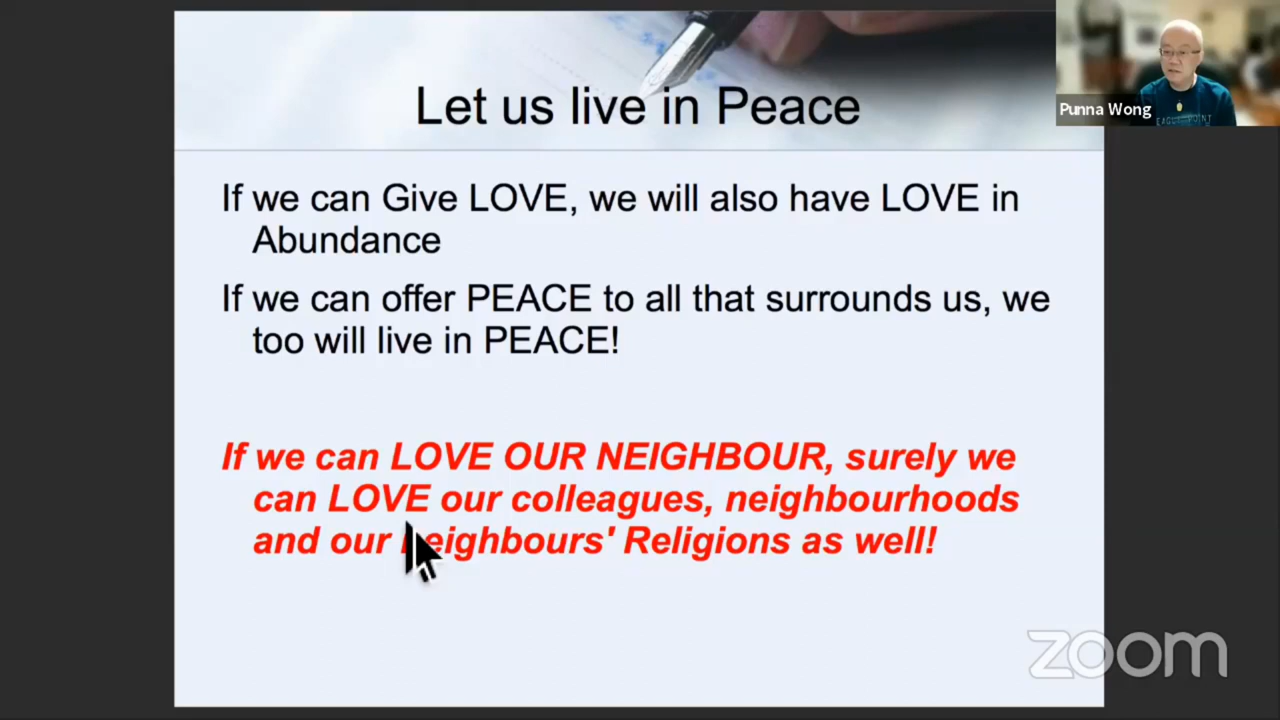 Let us live in Peace
If we can Give LOVE, we will also have LOVE in
Abundance
If we can offer PEACE to all that surrounds us, we
too will live in PEACE!
If we can LOVE OUR NEIGHBOUR, surely we
can LOVE our colleagues, neighbourhoods
and our neighbours' Religions as well!
Punna Wong
zoom